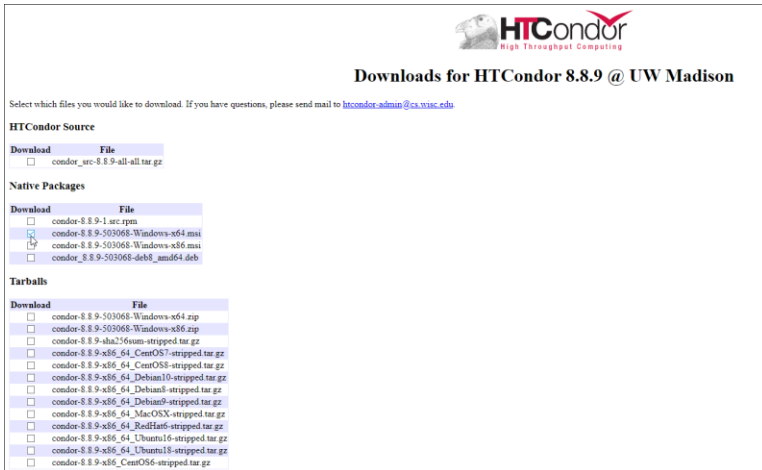 HTCondor
High Throughput Computing
Downloads for HTCondor 8.8.9 @ UW Madison
Select which files you would like to download. If you have questions, please send mail to htcondor-admin@cs.wisc.edu.
HTCondor Source
Download File
condor_src-8.8.9-all-all.tar.gz
Native Packages
Download File
condor-8.8.9-1.src.rpm
condor-8.8.9-503068-Windows-x64.msi
condor-8.8.9-503068-Windows-x86.msi
condor_8.8.9-503068-deb8_amd64.deb
Tarballs
Download File
condor-8.8.9-503068-Windows-x64.zip
condor-8.8.9-503068-Windows-x86.zip
condor-8.8.9-sha256sum-stripped.tar.gz
condor-8.8.9-x86_64_CentOS7-stripped.tar.gz
condor-8.8.9-x86_64_CentOS8-stripped.tar.gz
condor-8.8.9-x86_64_Debian10-stripped.tar.gz
condor-8.8.9-x86_64_Debian8-stripped.tar.gz
condor-8.8.9-x86_64_Debian9-stripped.tar.gz
condor-8.8.9-x86_64_MacOSX-stripped.tar.gz
condor-8.8.9-x86_64_RedHat6-stripped.tar.gz
condor-8.8.9-x86_64_Ubuntu16-stripped.tar.gz
condor-8.8.9-x86_64_Ubuntu18-stripped.tar.gz
condor-8.8.9-x86_CentOS6-stripped.tar.gz